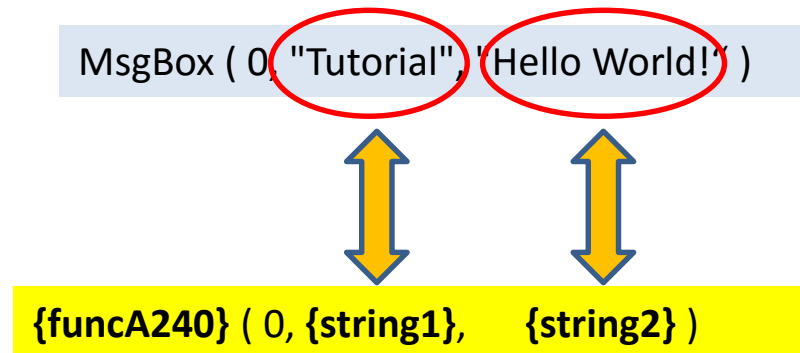 MsgBox ( 0, "Tutorial", "Hello World!“ )
{funcA240} ( 0, {string1}, {string2} )